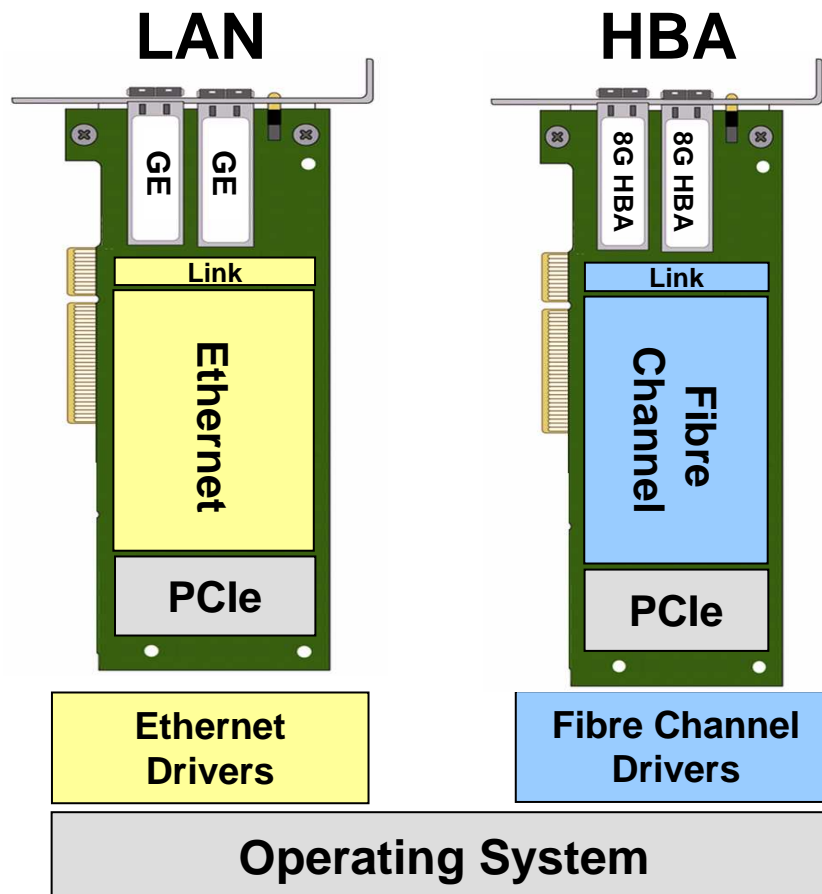 LAN
GE
GE
Link
Ethernet
PCIe
Ethernet
Drivers
HBA
8G HBA
8G HBA
Link
Fibre
Channel
PCIe
Fibre Channel
Drivers
Operating System